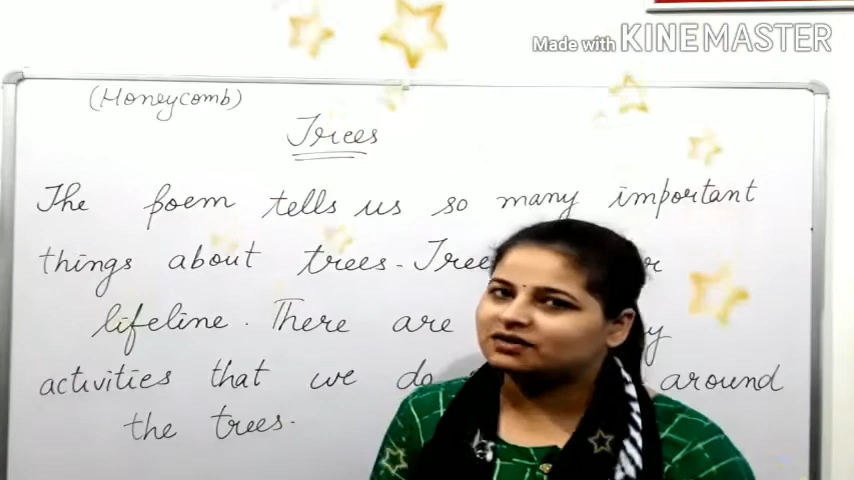 Made with KINEMASTER
(Honeycomb)
Trees
The poem tells us so many important
things about trees. Trees
lifeline. There are
activities that we do around
the trees.